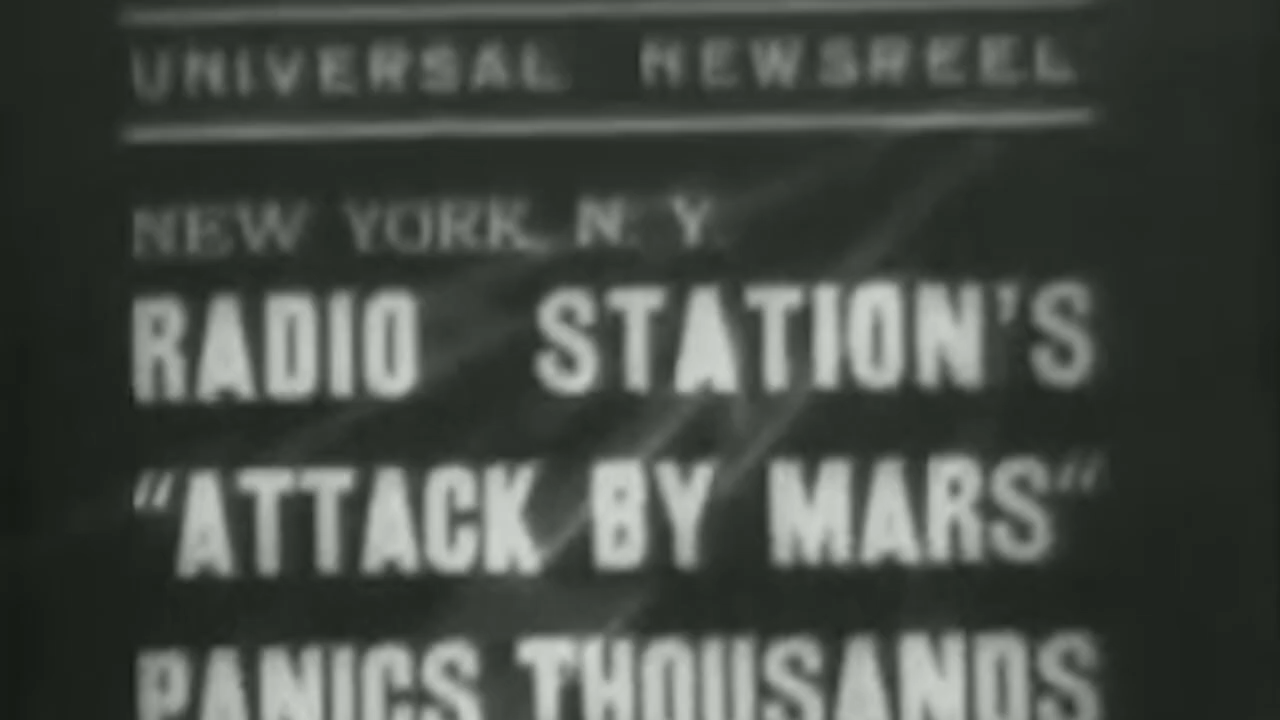 UNIVERSAL NEWSREEL
NEW YORK, N. Y.
RADIO STATION'S
"ATTACK BY MARS"
PANICS THOUSANDS